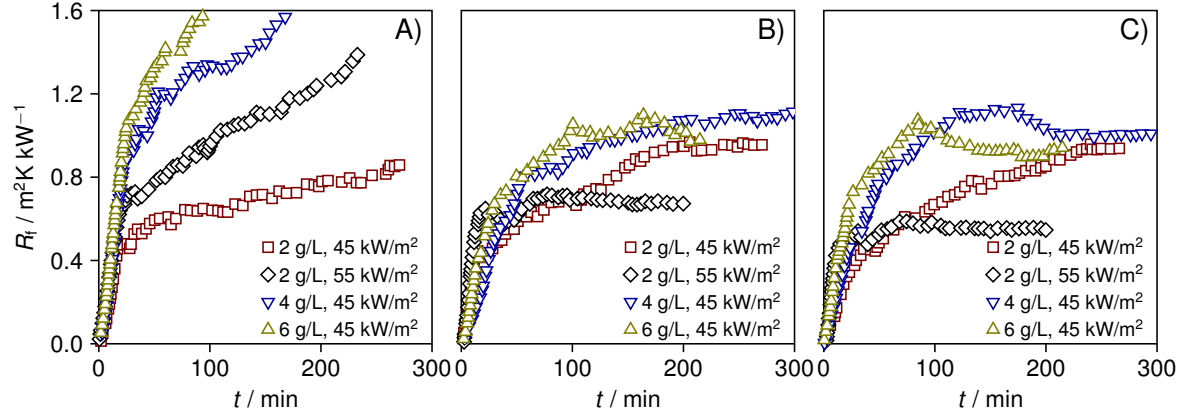 1.6
1.2
0.8
0.4
0.0
R_f / m²K kW⁻¹
A)
2 g/L, 45 kW/m²
2 g/L, 55 kW/m²
4 g/L, 45 kW/m²
6 g/L, 45 kW/m²
0 100 200 300
t / min
B)
2 g/L, 45 kW/m²
2 g/L, 55 kW/m²
4 g/L, 45 kW/m²
6 g/L, 45 kW/m²
0 100 200 300
t / min
C)
2 g/L, 45 kW/m²
2 g/L, 55 kW/m²
4 g/L, 45 kW/m²
6 g/L, 45 kW/m²
0 100 200 300
t / min